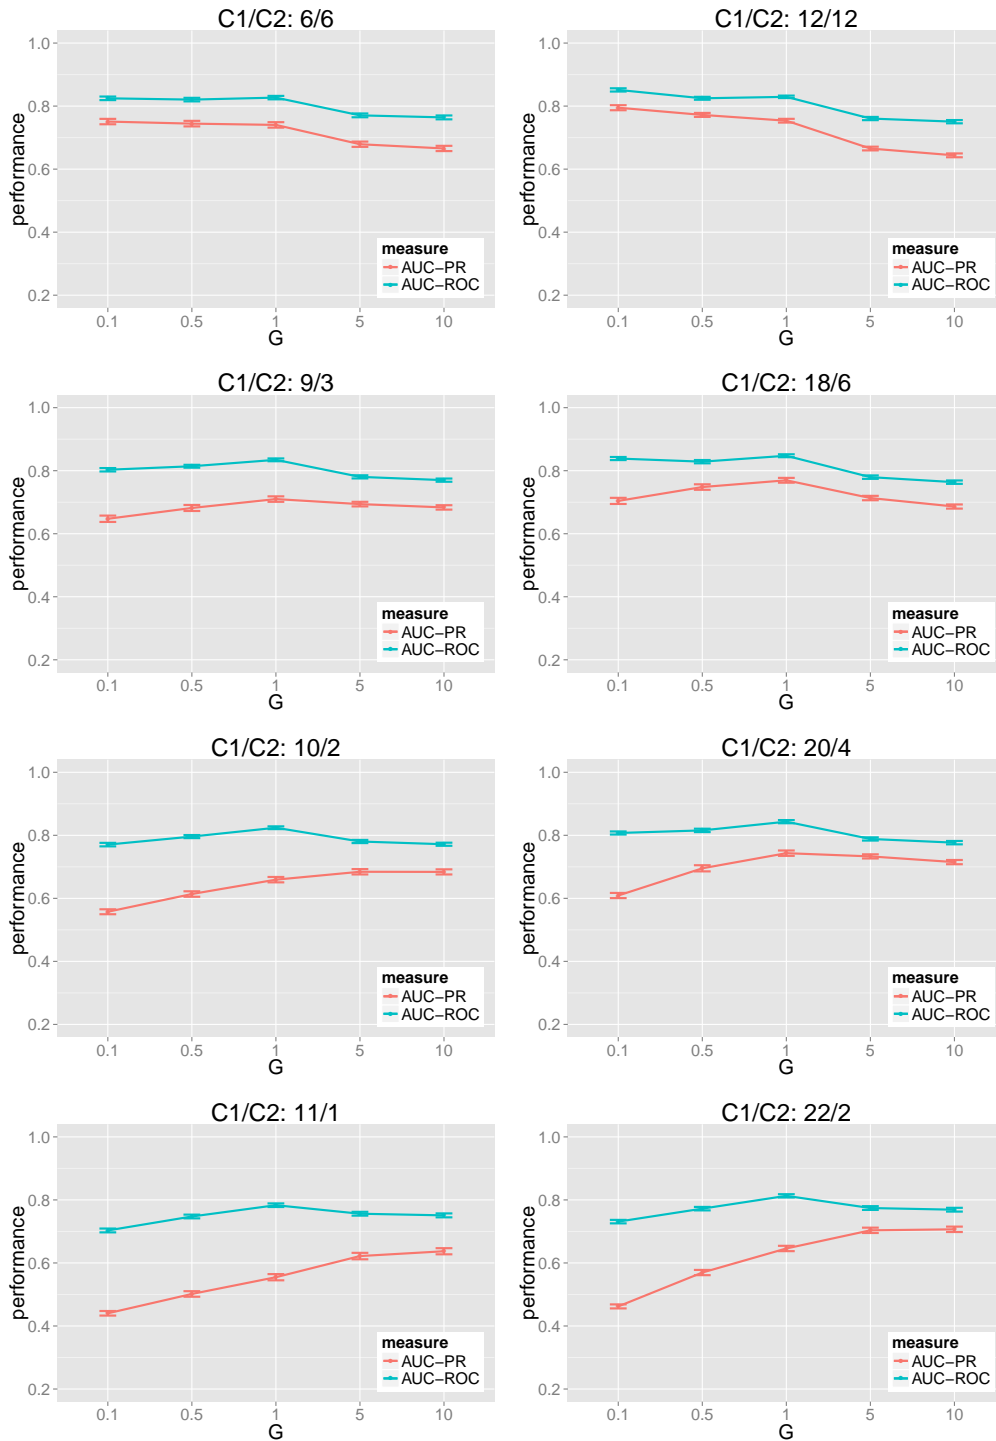 C1/C2: 6/6
1.0
0.8
0.6
0.4
0.2
performance
measure
AUC−PR
AUC−ROC
0.1 0.5 1 5 10
G
C1/C2: 12/12
1.0
0.8
0.6
0.4
0.2
performance
measure
AUC−PR
AUC−ROC
0.1 0.5 1 5 10
G
C1/C2: 9/3
1.0
0.8
0.6
0.4
0.2
performance
measure
AUC−PR
AUC−ROC
0.1 0.5 1 5 10
G
C1/C2: 18/6
1.0
0.8
0.6
0.4
0.2
performance
measure
AUC−PR
AUC−ROC
0.1 0.5 1 5 10
G
C1/C2: 10/2
1.0
0.8
0.6
0.4
0.2
performance
measure
AUC−PR
AUC−ROC
0.1 0.5 1 5 10
G
C1/C2: 20/4
1.0
0.8
0.6
0.4
0.2
performance
measure
AUC−PR
AUC−ROC
0.1 0.5 1 5 10
G
C1/C2: 11/1
1.0
0.8
0.6
0.4
0.2
performance
measure
AUC−PR
AUC−ROC
0.1 0.5 1 5 10
G
C1/C2: 22/2
1.0
0.8
0.6
0.4
0.2
performance
measure
AUC−PR
AUC−ROC
0.1 0.5 1 5 10
G